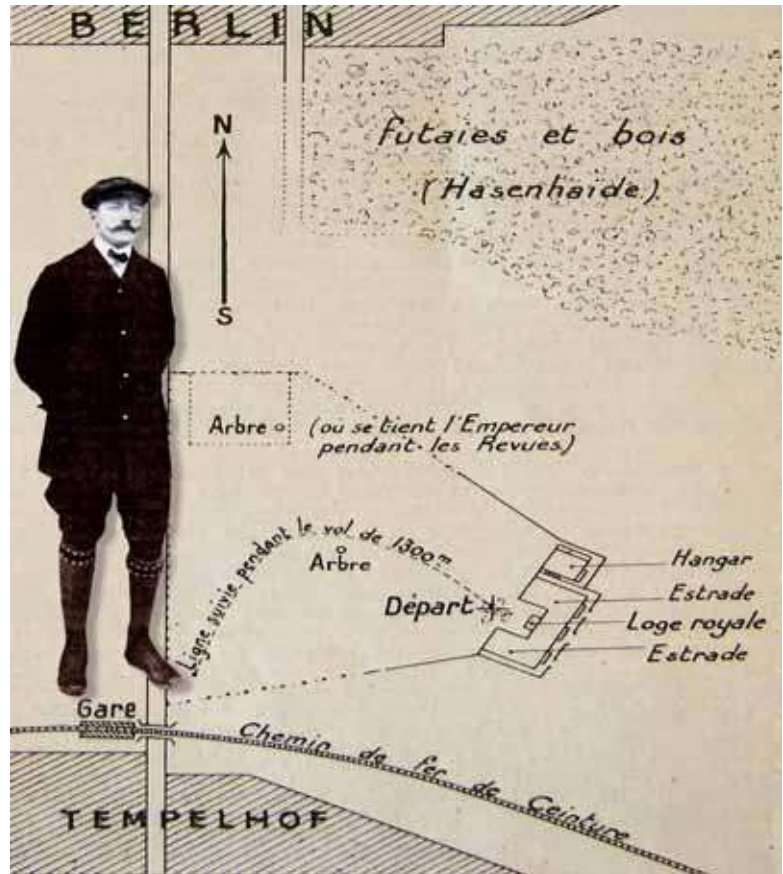 BERLIN
N
futaies et bois
(Hasenhaide)
S
Arbre
(où se tient l'Empereur
pendant les Revues)
Ligne suivie pendant le vol de 1300m
Arbre
Hangar
Départ
Estrade
Loge royale
Estrade
Gare
Chemin de fer de Ceinture
TEMPELHOF